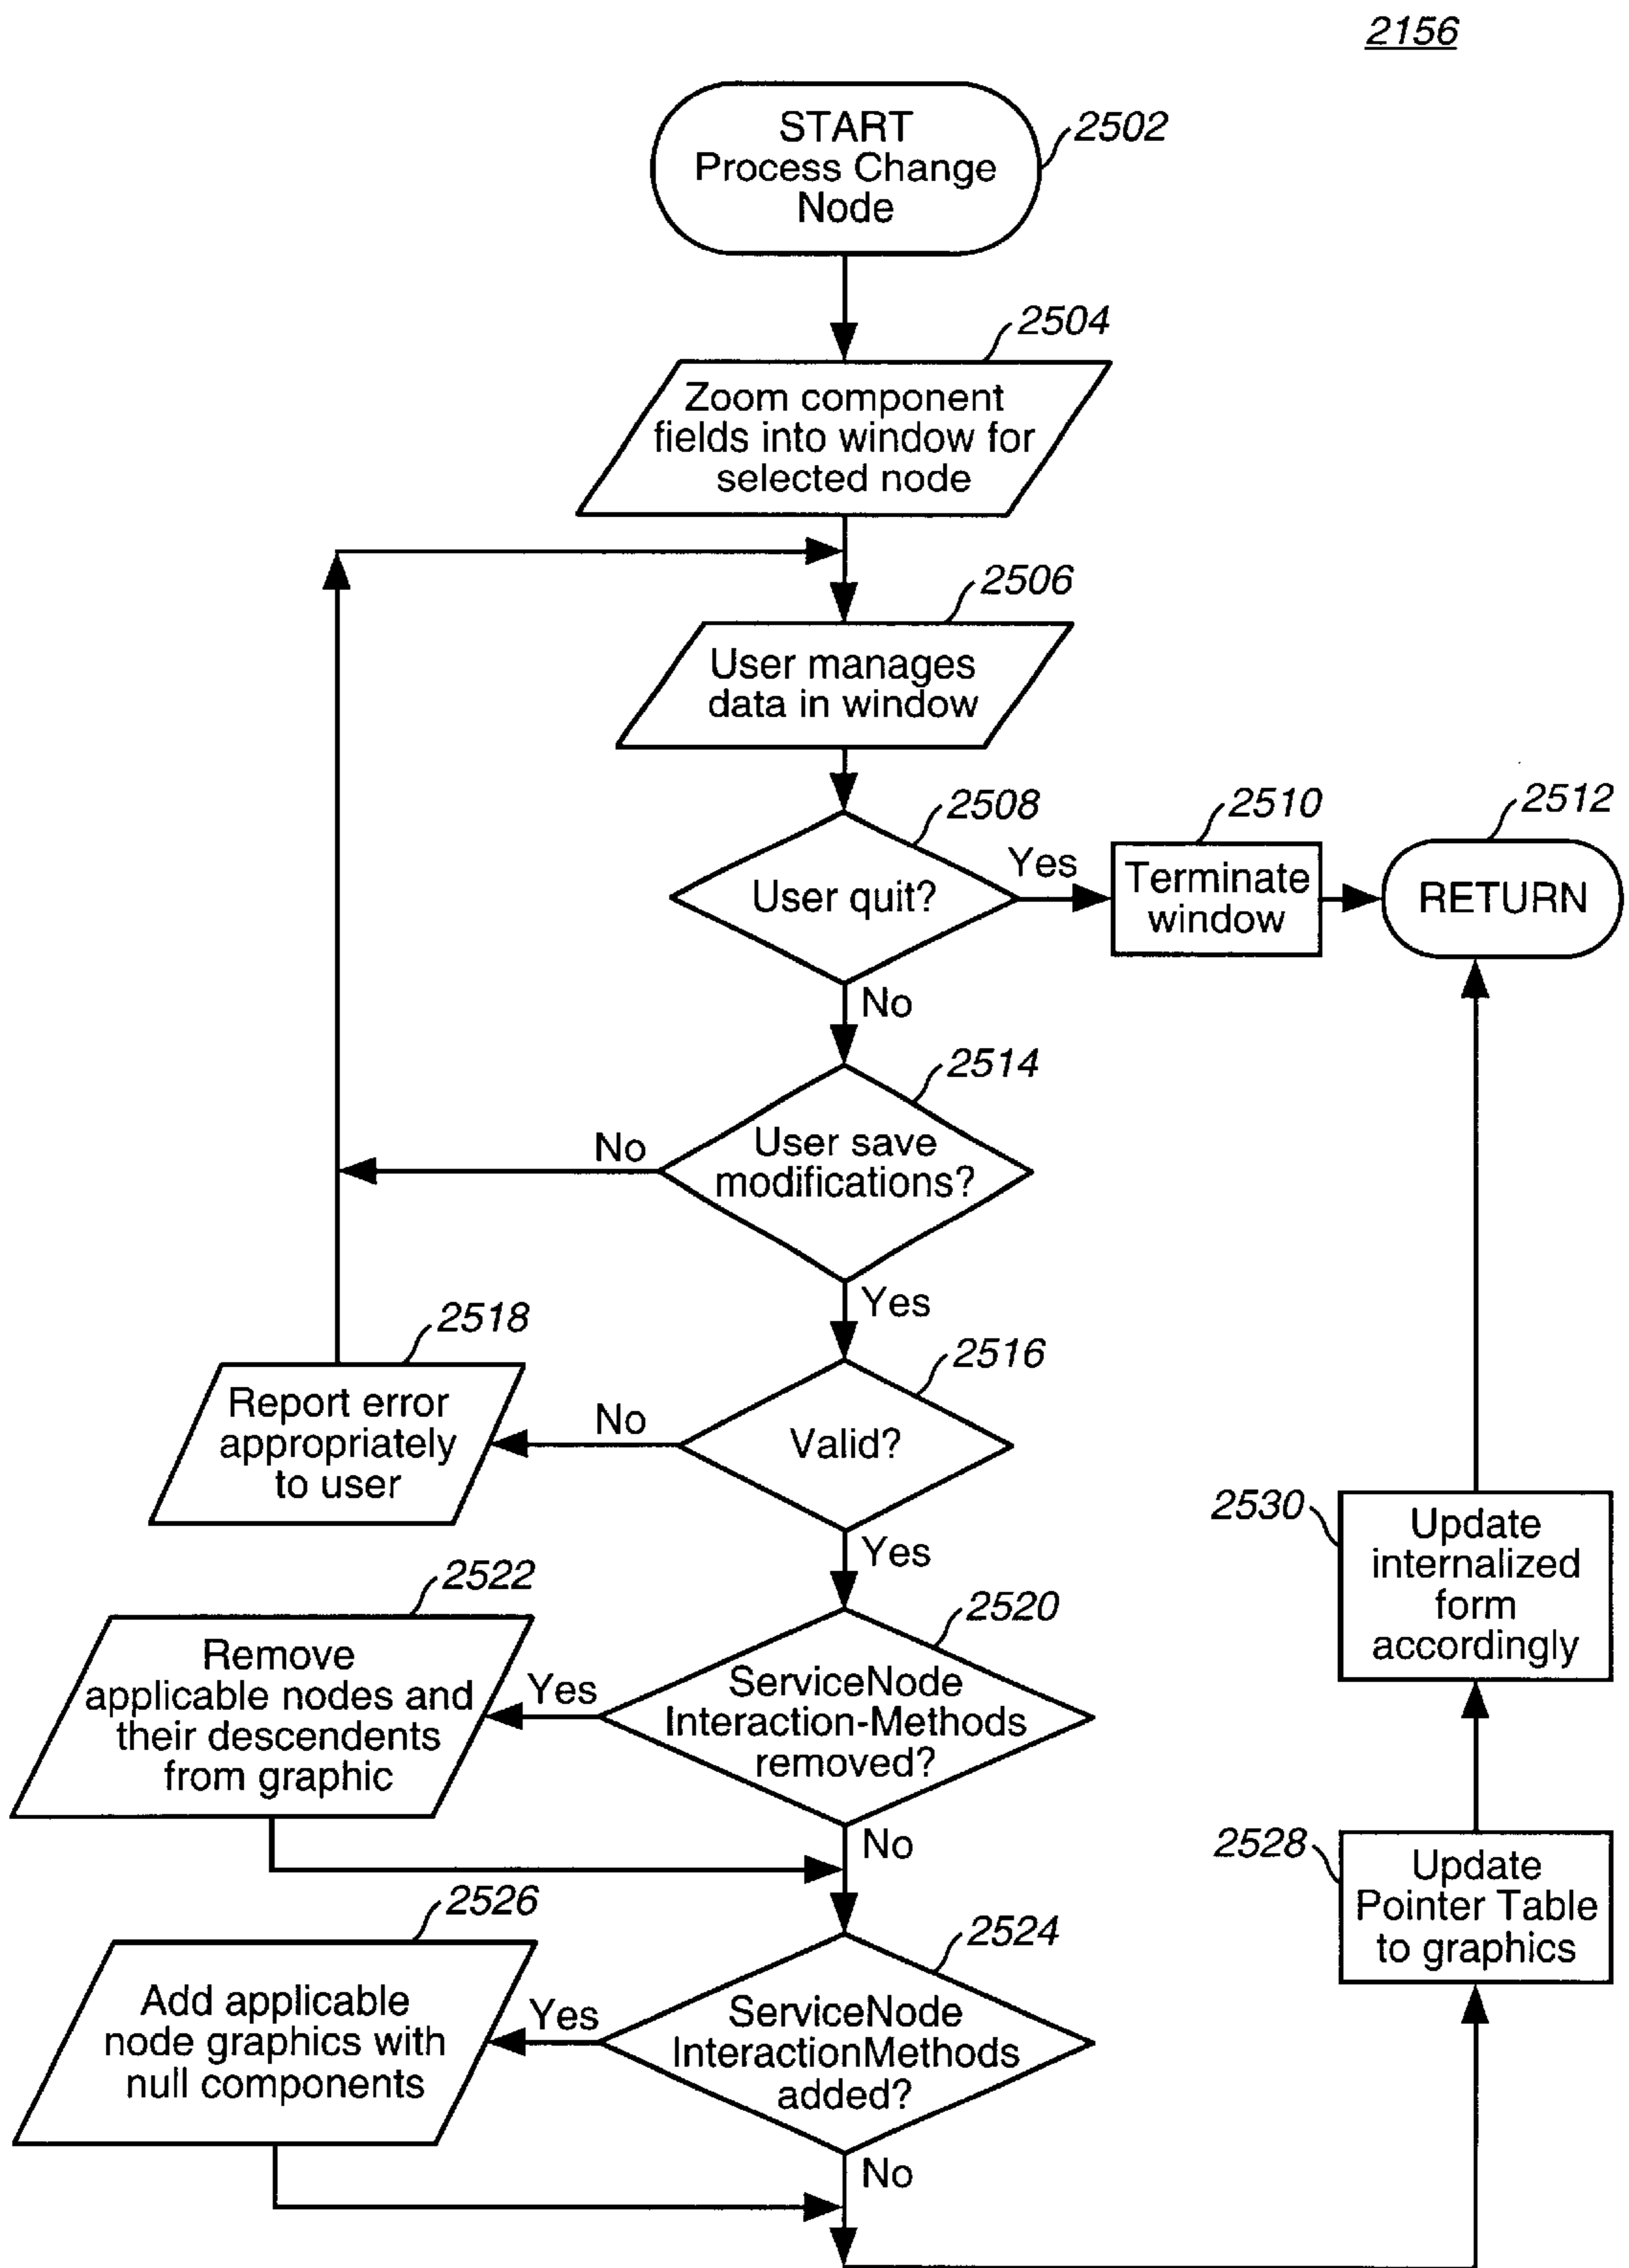 2156
START
Process Change
Node
2502
2504
Zoom component
fields into window for
selected node
2506
User manages
data in window
2508
User quit?
Yes
2510
Terminate
window
2512
RETURN
No
2514
User save
modifications?
No
Yes
2516
Valid?
No
2518
Report error
appropriately
to user
Yes
2520
ServiceNode
Interaction-Methods
removed?
Yes
2522
Remove
applicable nodes and
their descendents
from graphic
No
2524
ServiceNode
InteractionMethods
added?
Yes
2526
Add applicable
node graphics with
null components
No
2528
Update
Pointer Table
to graphics
2530
Update
internalized
form
accordingly